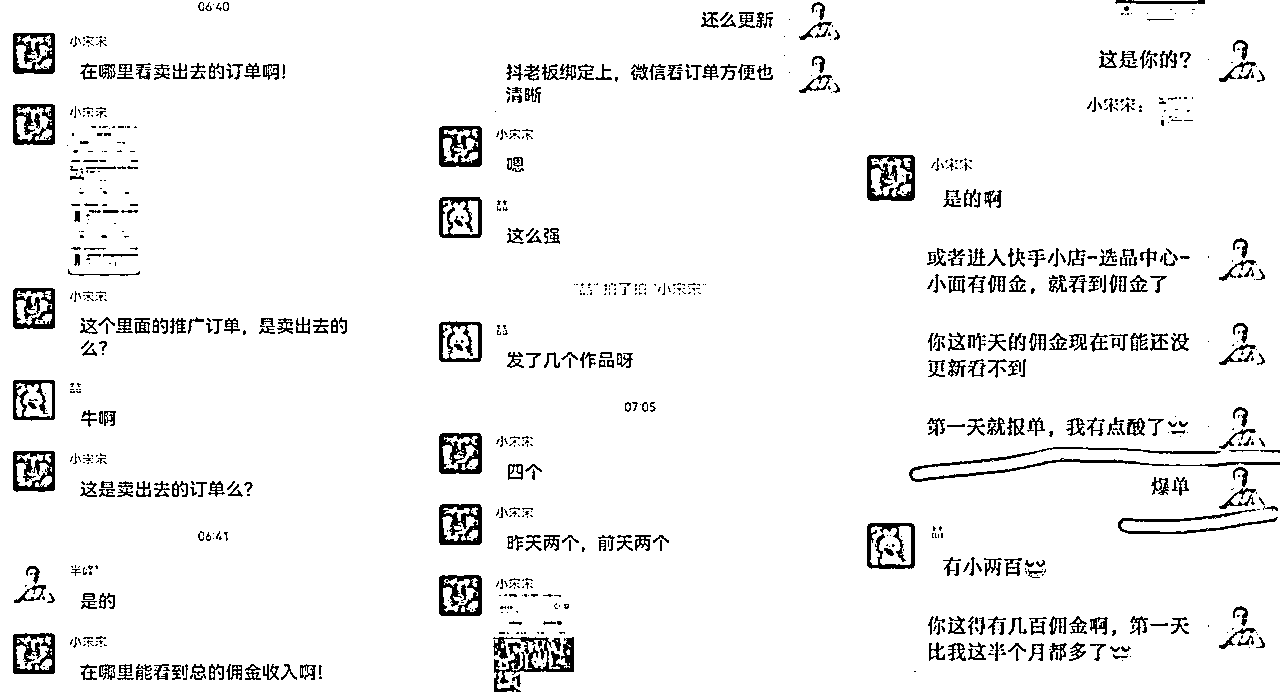 06:40
小宋宋
在哪里看卖出去的订单啊!
小宋宋
小宋宋
这个里面的推广订单，是卖出去的
么?
牛啊
小宋宋
这是卖出去的订单么?
06:41
是的
小宋宋
在哪里能看到总的佣金收入啊!
还么更新
抖老板绑定上，微信看订单方便也
清晰
小宋宋
嗯
这么强
拍了拍 "小宋宋"
发了几个作品呀
07:05
小宋宋
四个
小宋宋
昨天两个，前天两个
小宋宋
这是你的?
小宋宋：
小宋宋
是的啊
或者进入快手小店-选品中心-
小面有佣金，就看到佣金了
你这昨天的佣金现在可能还没
更新看不到
第一天就报单，我有点酸了
爆单
有小两百
你这得有几百佣金啊，第一天
比我这半个月都多了